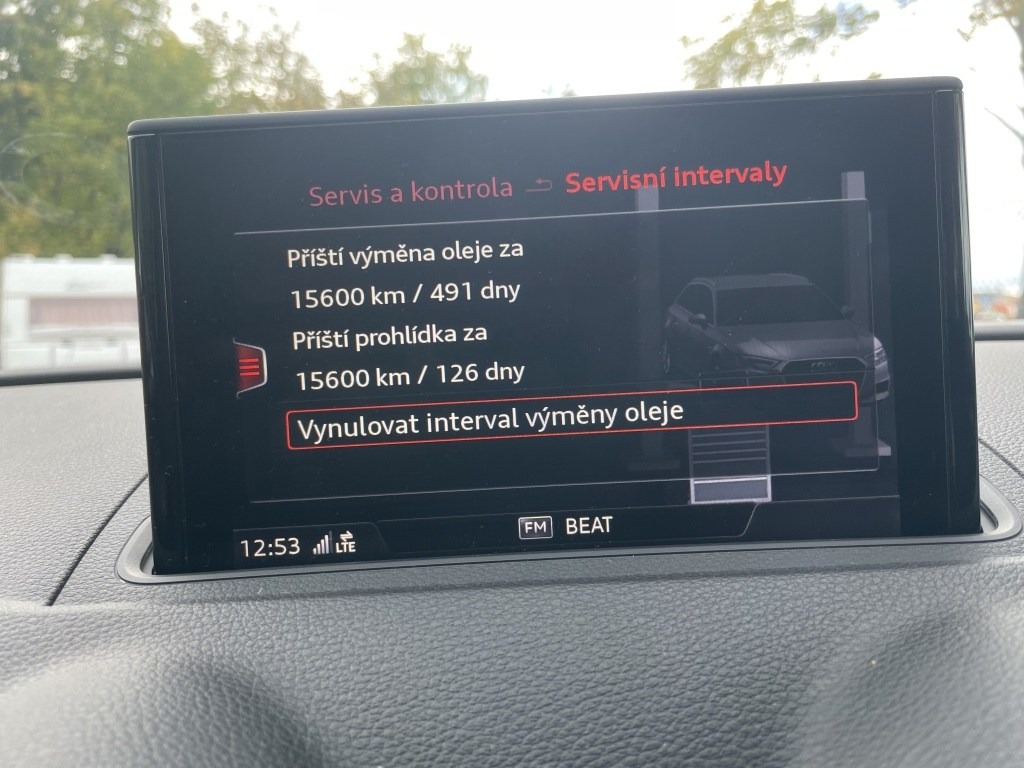 Servis a kontrola Servisní intervaly
Příští výměna oleje za
15600 km / 491 dny
Příští prohlídka za
15600 km / 126 dny
Vynulovat interval výměny oleje
12:53 LTE FM BEAT